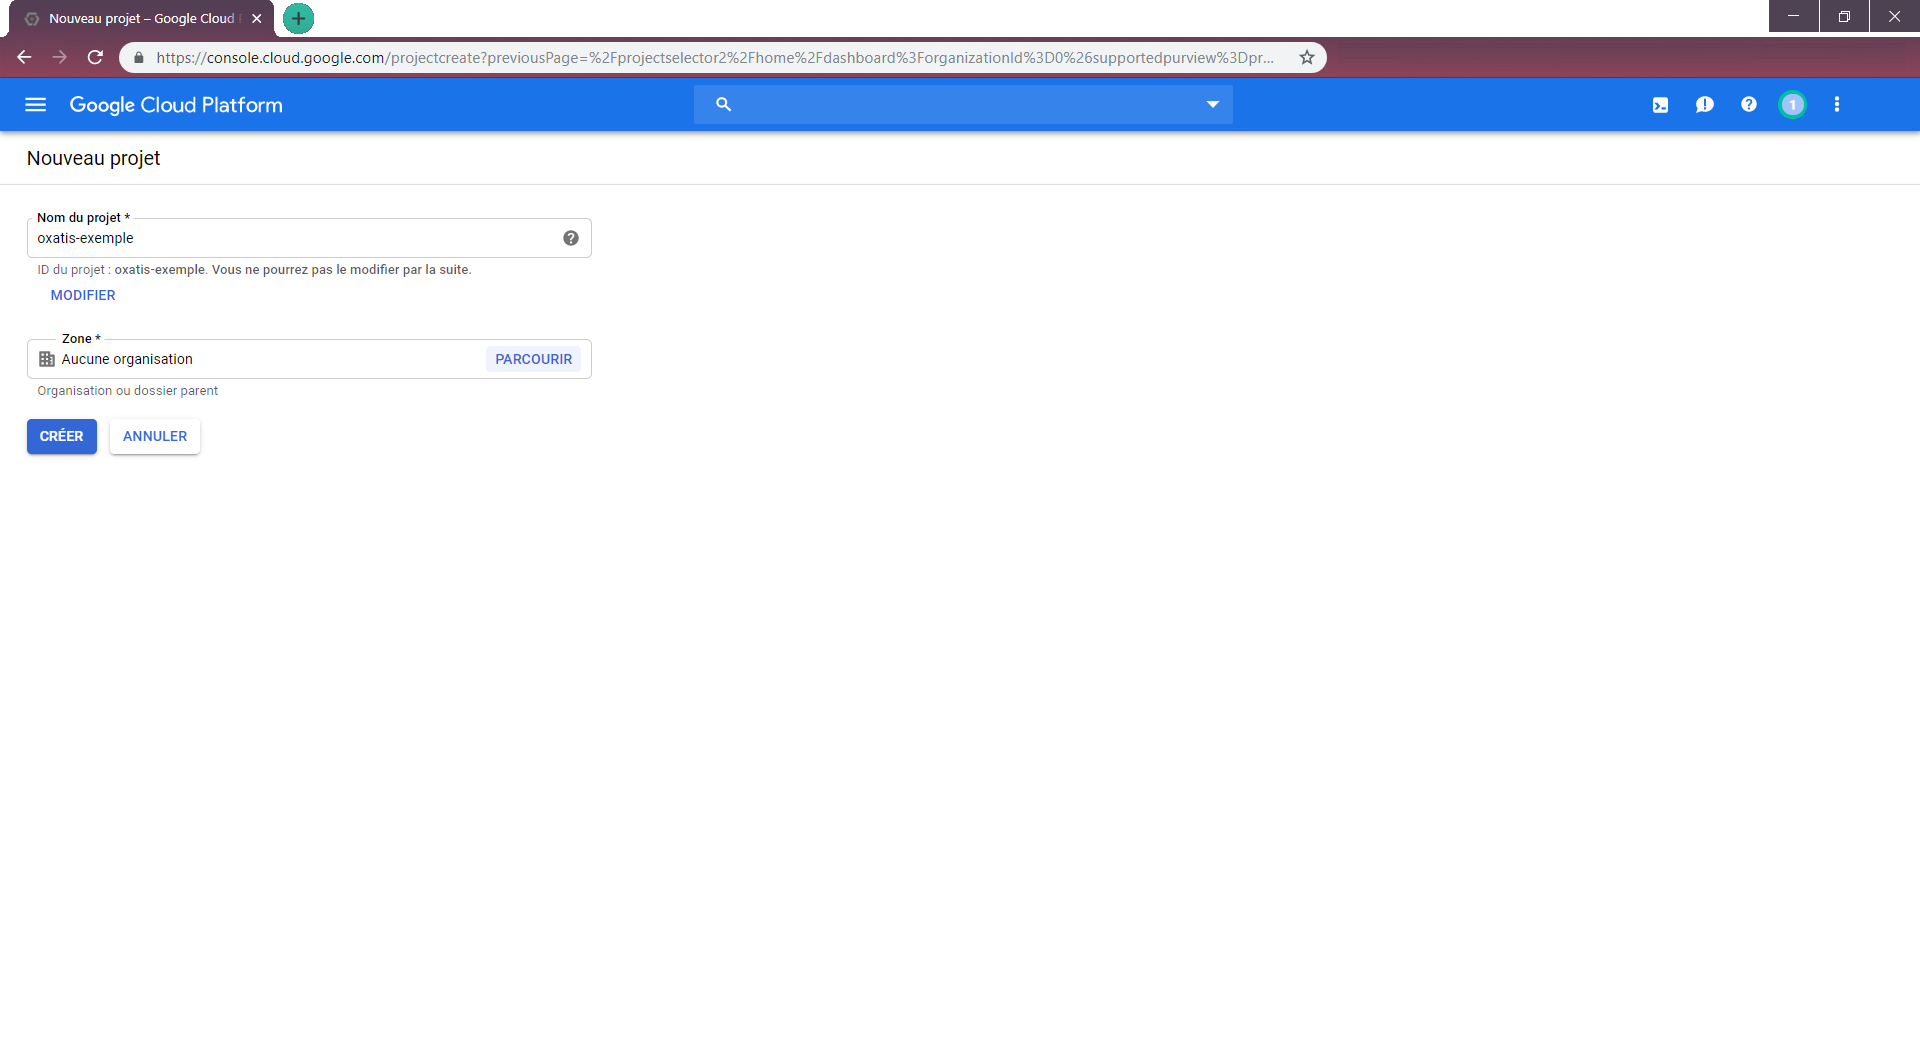 Nouveau projet – Google Cloud
https://console.cloud.google.com/projectcreate?previousPage=%2Fprojectselector2%2Fhome%2Fdashboard%3ForganizationId%3D0%26supportedpurview%3Dpr...
Google Cloud Platform
1
Nouveau projet
Nom du projet *
oxatis-exemple
ID du projet : oxatis-exemple. Vous ne pourrez pas le modifier par la suite.
MODIFIER
Zone *
Aucune organisation PARCOURIR
Organisation ou dossier parent
CRÉER ANNULER